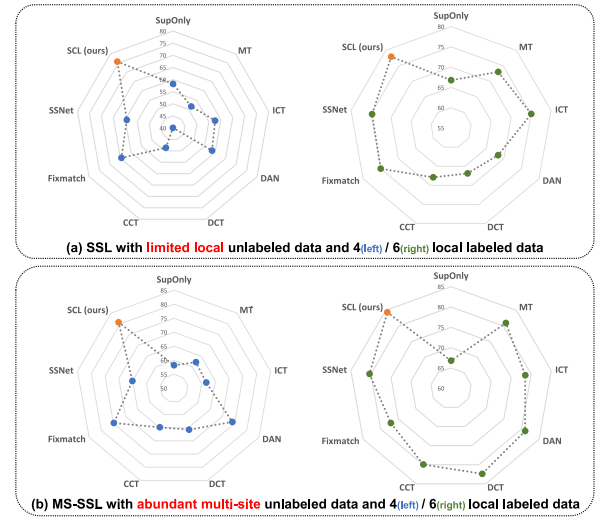 SupOnly
80
75
70
65
60
55
50
45
40
MT
ICT
DAN
DCT
CCT
Fixmatch
SSNet
SCL (ours)
SupOnly
80
75
70
65
60
55
MT
ICT
DAN
DCT
CCT
Fixmatch
SSNet
SCL (ours)
(a) SSL with limited local unlabeled data and 4(left) / 6(right) local labeled data
SupOnly
85
80
75
70
65
60
55
50
MT
ICT
DAN
DCT
CCT
Fixmatch
SSNet
SCL (ours)
SupOnly
85
80
75
70
65
60
MT
ICT
DAN
DCT
CCT
Fixmatch
SSNet
SCL (ours)
(b) MS-SSL with abundant multi-site unlabeled data and 4(left) / 6(right) local labeled data